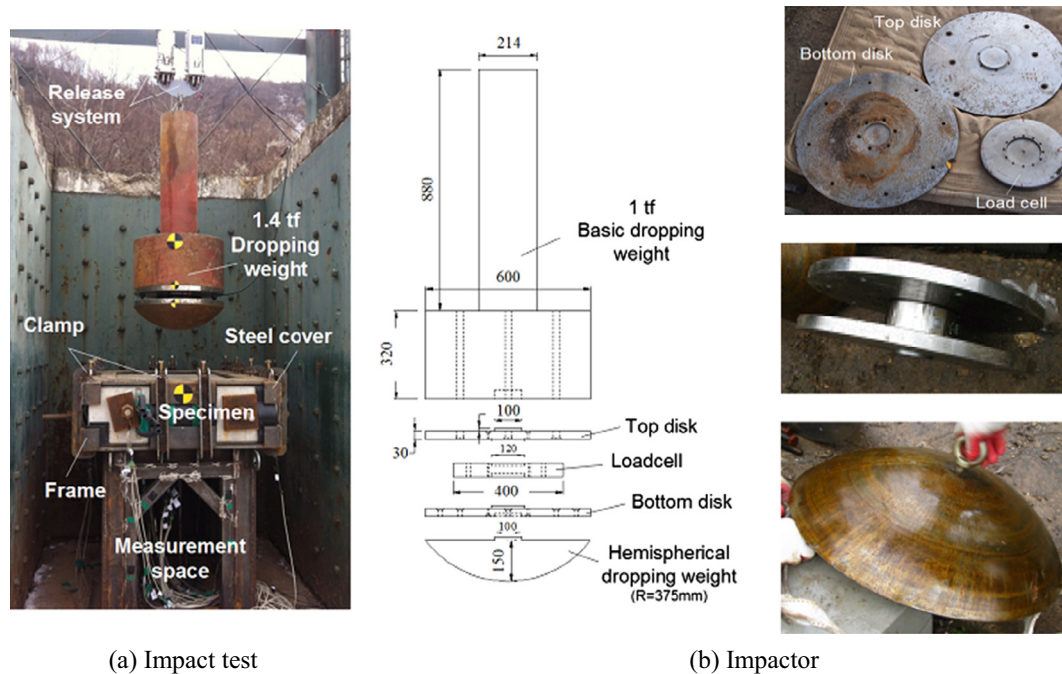 Release
system
1.4 tf
Dropping
weight
Clamp
Steel cover
Specimen
Frame
Measurement
space
214
880
1 tf
Basic dropping
weight
600
320
100
30
Top disk
120
Loadcell
400
Bottom disk
100
150
Hemispherical
dropping weight
(R=375mm)
Top disk
Bottom disk
Load cell
(a) Impact test
(b) Impactor